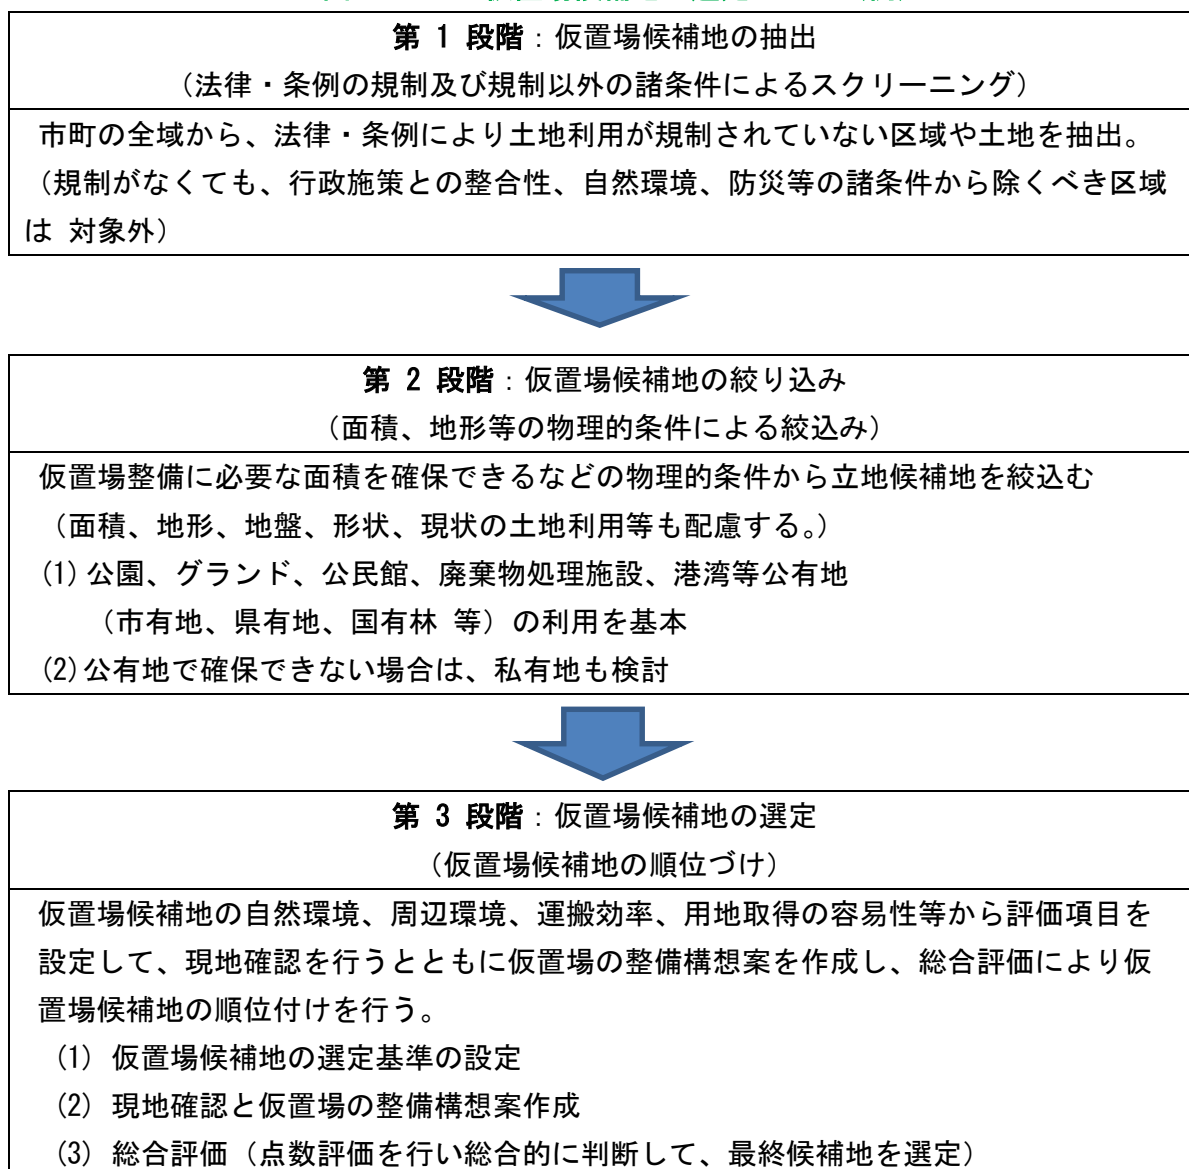 第 1 段階：仮置場候補地の抽出
（法律・条例の規制及び規制以外の諸条件によるスクリーニング）
市町の全域から、法律・条例により土地利用が規制されていない区域や土地を抽出。
（規制がなくても、行政施策との整合性、自然環境、防災等の諸条件から除くべき区域
は 対象外）
第 2 段階：仮置場候補地の絞り込み
（面積、地形等の物理的条件による絞込み）
仮置場整備に必要な面積を確保できるなどの物理的条件から立地候補地を絞込む
（面積、地形、地盤、形状、現状の土地利用等も配慮する。）
(1) 公園、グランド、公民館、廃棄物処理施設、港湾等公有地
（市有地、県有地、国有林 等）の利用を基本
(2) 公有地で確保できない場合は、私有地も検討
第 3 段階：仮置場候補地の選定
（仮置場候補地の順位づけ）
仮置場候補地の自然環境、周辺環境、運搬効率、用地取得の容易性等から評価項目を
設定して、現地確認を行うとともに仮置場の整備構想案を作成し、総合評価により仮
置場候補地の順位付けを行う。
(1) 仮置場候補地の選定基準の設定
(2) 現地確認と仮置場の整備構想案作成
(3) 総合評価（点数評価を行い総合的に判断して、最終候補地を選定）